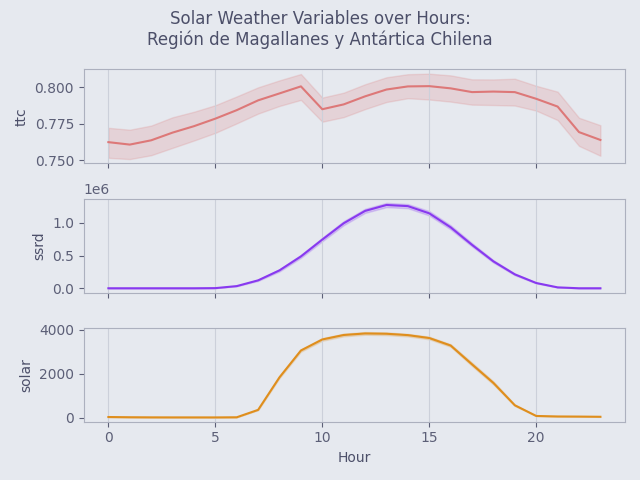 Solar Weather Variables over Hours:
Región de Magallanes y Antártica Chilena
0.800
0.775
0.750
ttc
1e6
1.0
0.5
0.0
ssrd
4000
2000
0
solar
0 5 10 15 20
Hour